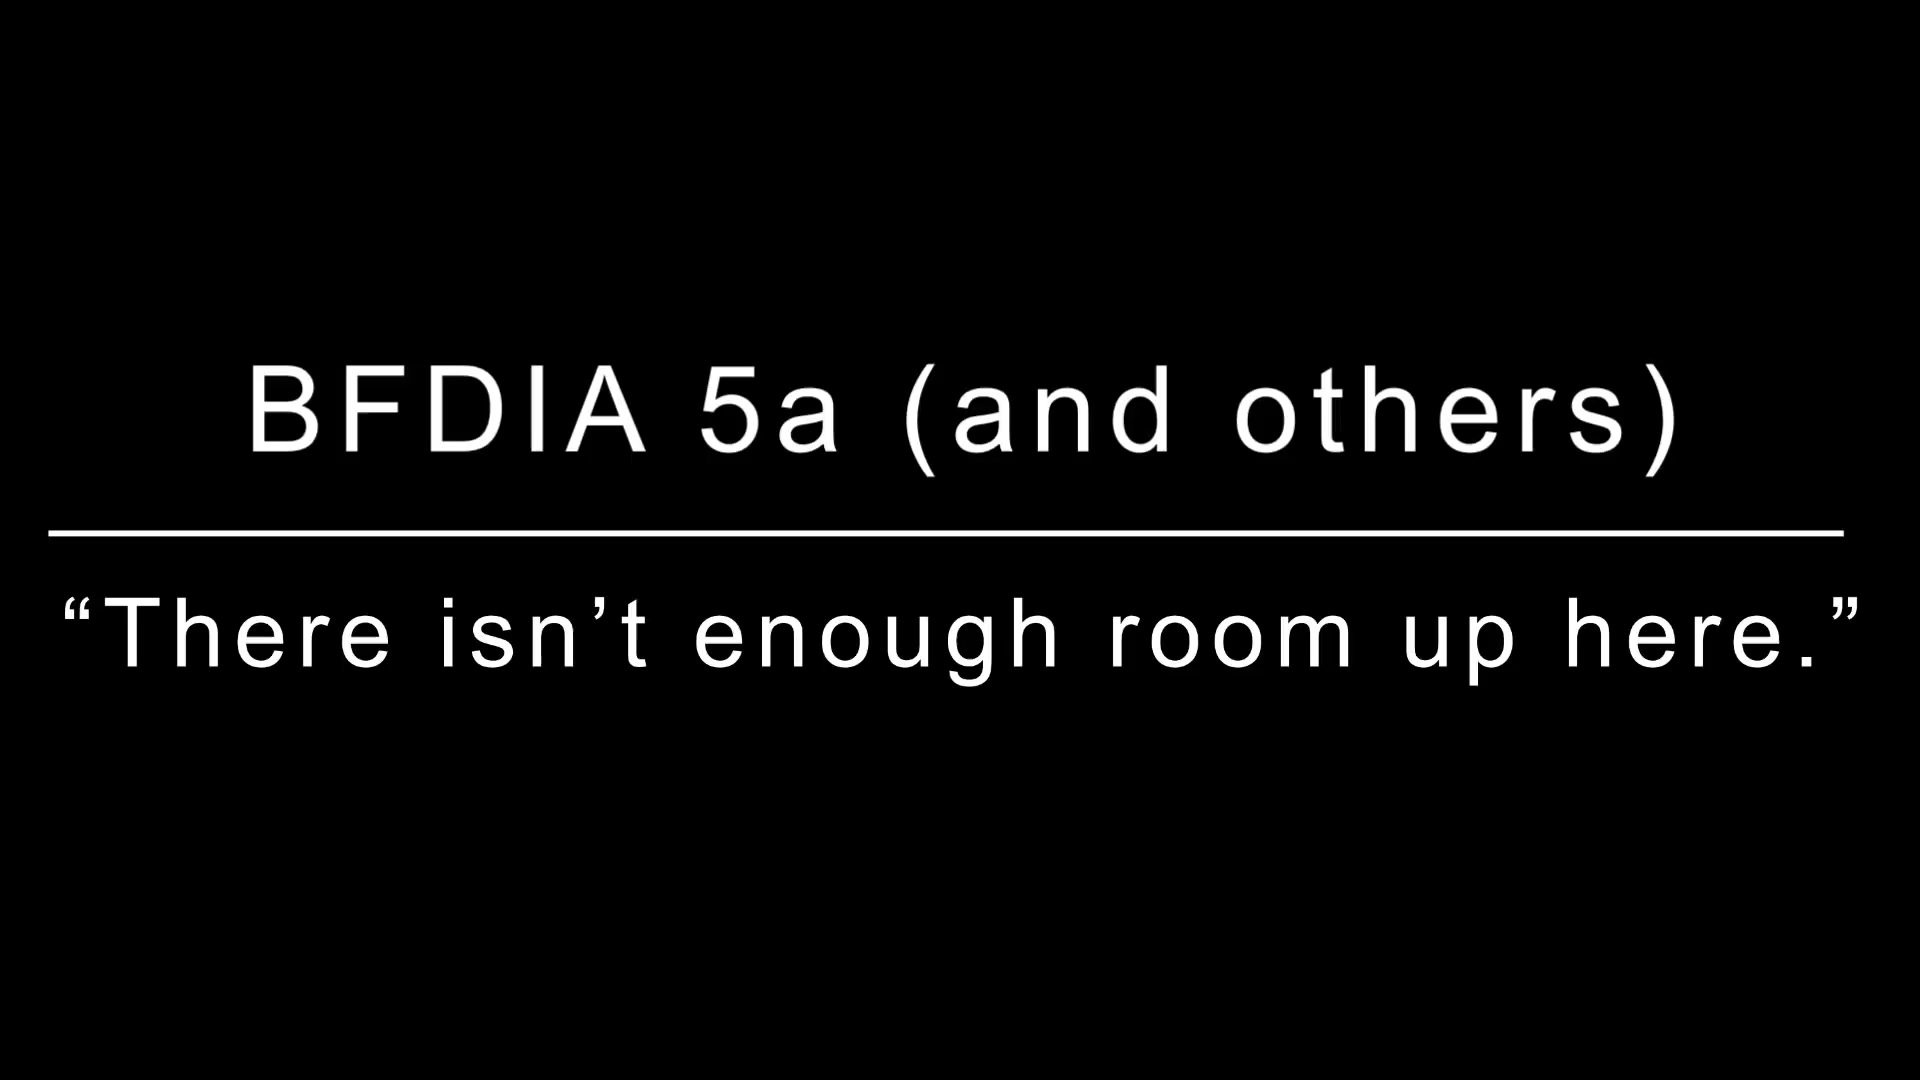 BFDIA 5a (and others)
“There isn’t enough room up here.”